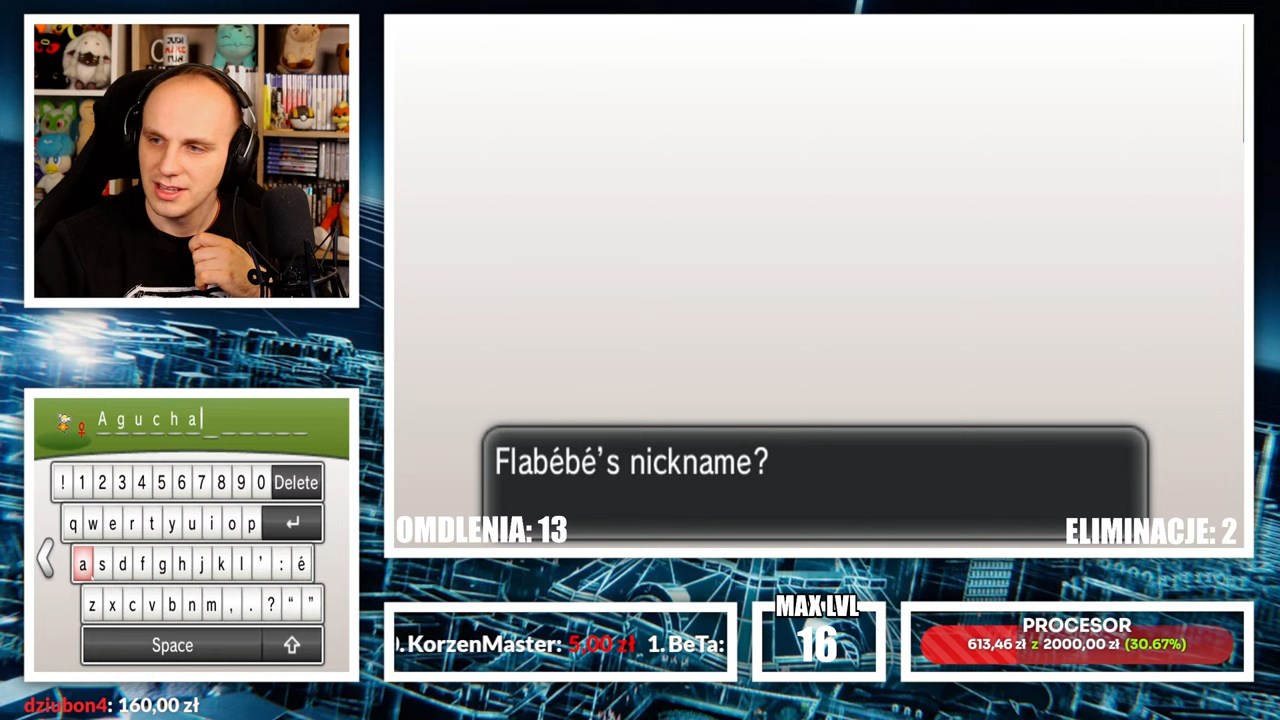 Agucha
! 1 2 3 4 5 6 7 8 9 0 Delete
q w e r t y u i o p
a s d f g h j k l ' : é
z x c v b n m , . ? “ ”
Space
dziubon4: 160,00 zł
Flabébé's nickname?
OMDLENIA: 13
ELIMINACJE: 2
. KorzenMaster: 5,00 zł 1. BeTa:
MAX LVL
16
PROCESOR
613,46 zł z 2000,00 zł (30.67%)